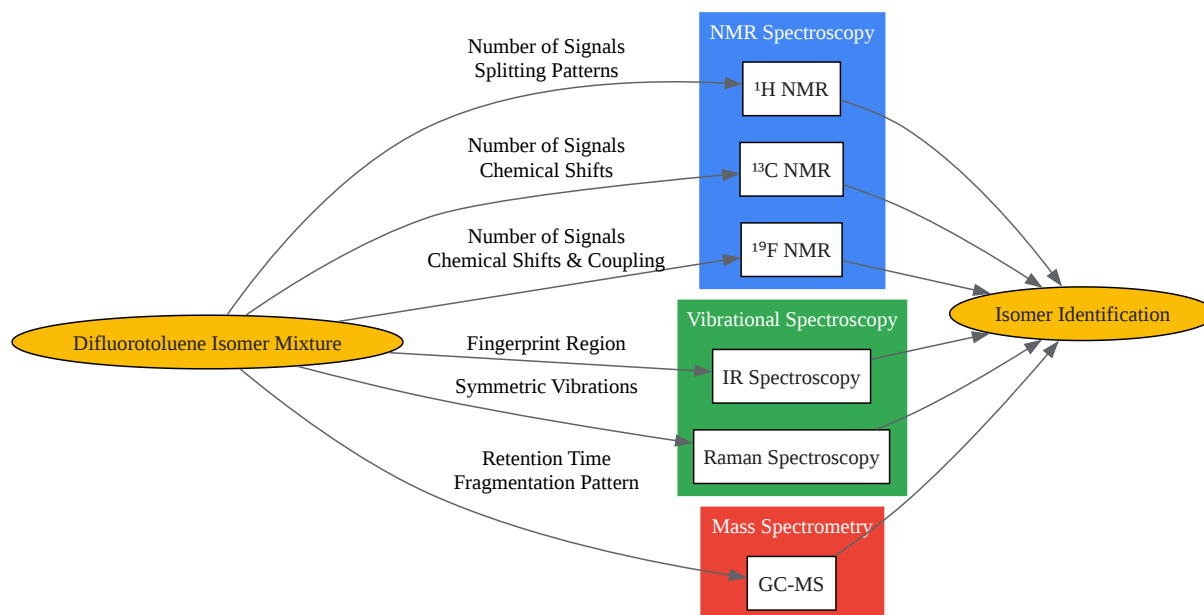 Difluorotoluene Isomer Mixture
Number of Signals
Splitting Patterns
Number of Signals
Chemical Shifts
Number of Signals
Chemical Shifts & Coupling
Fingerprint Region
Symmetric Vibrations
Retention Time
Fragmentation Pattern
NMR Spectroscopy
¹H NMR
¹³C NMR
¹⁹F NMR
Vibrational Spectroscopy
IR Spectroscopy
Raman Spectroscopy
Mass Spectrometry
GC-MS
Isomer Identification